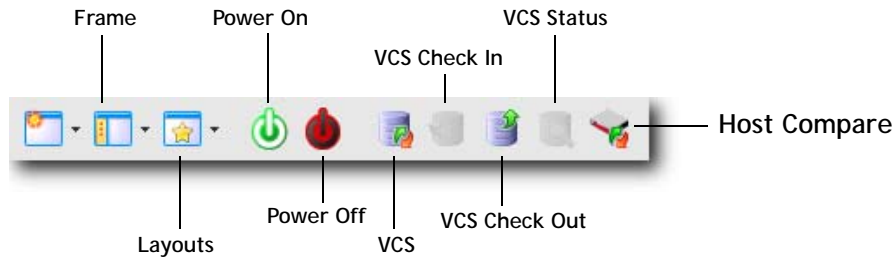 Frame
Power On
VCS Status
VCS Check In
Host Compare
Power Off
VCS Check Out
Layouts
VCS